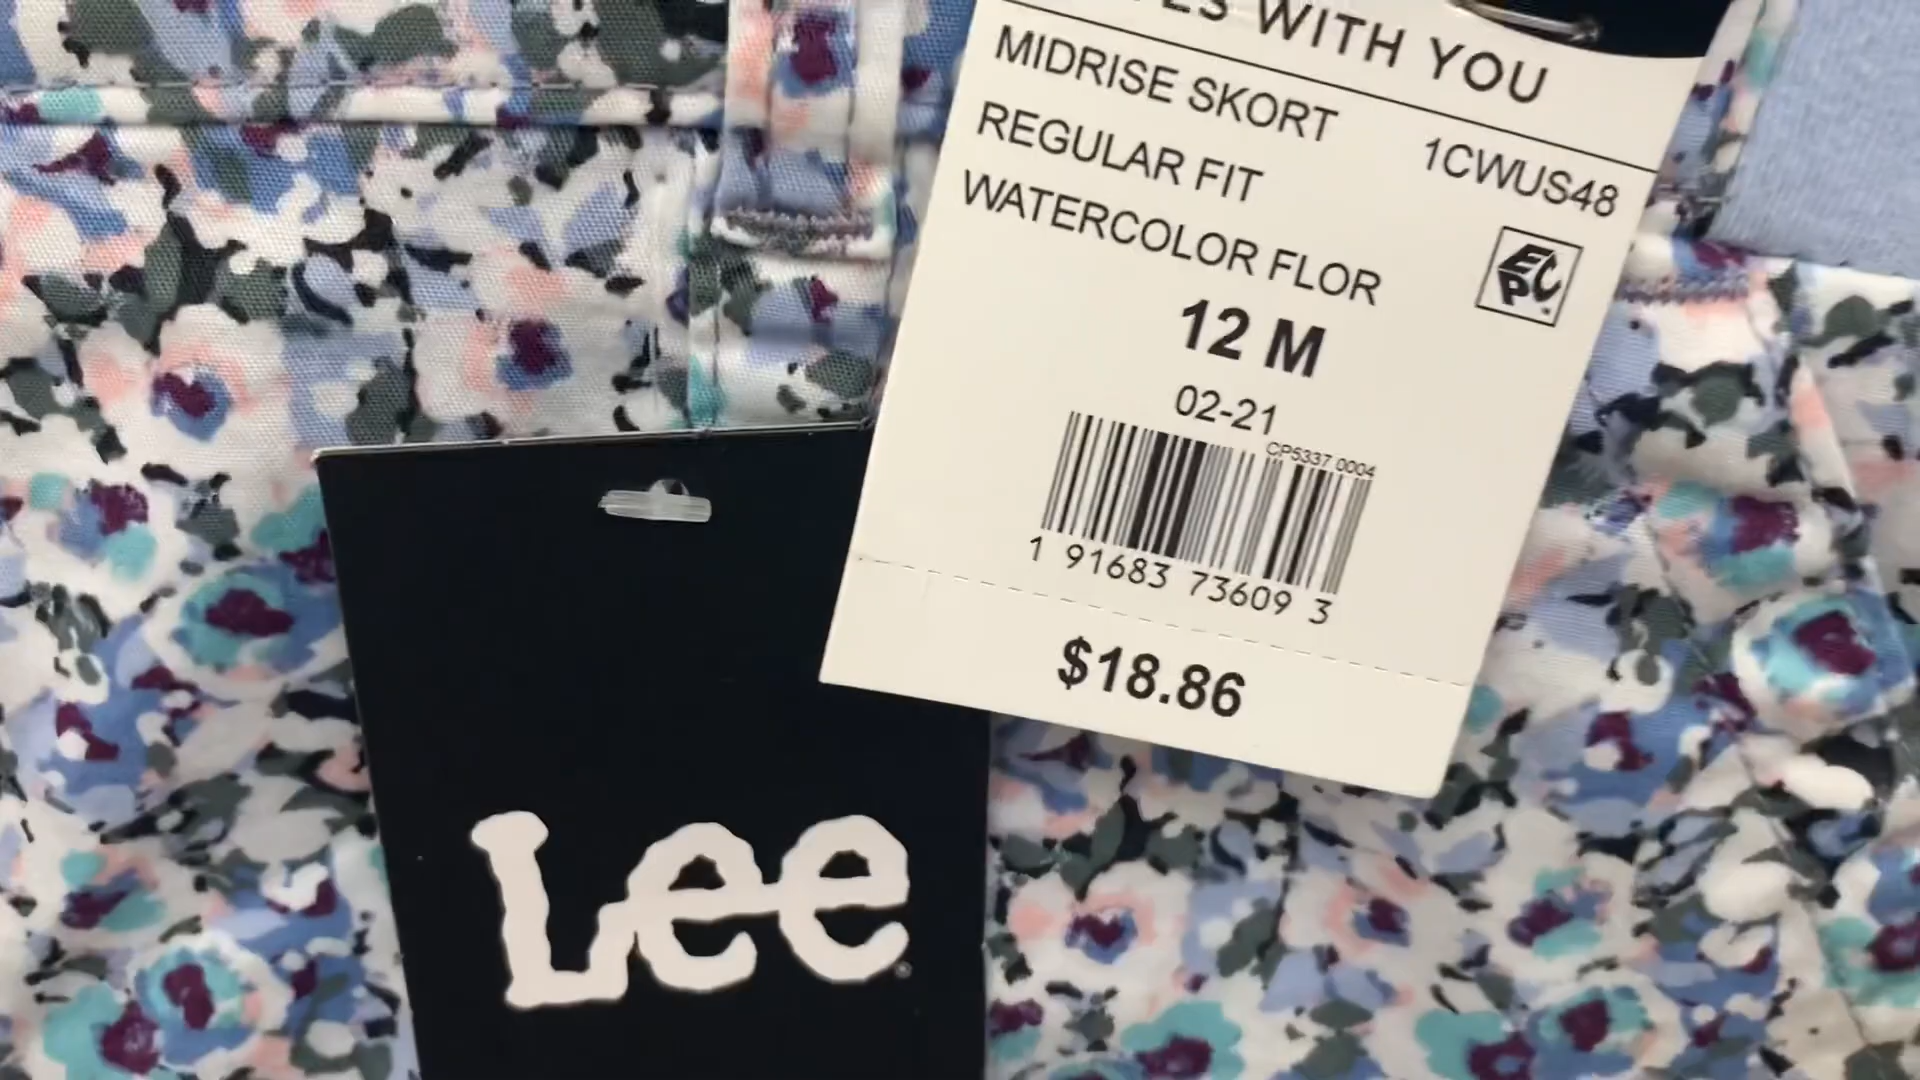 WITH YOU
MIDRISE SKORT
REGULAR FIT
1CWUS48
WATERCOLOR FLOR
EPC
12 M
02-21
CP5337 0004
1 91683 73609 3
$18.86
Lee